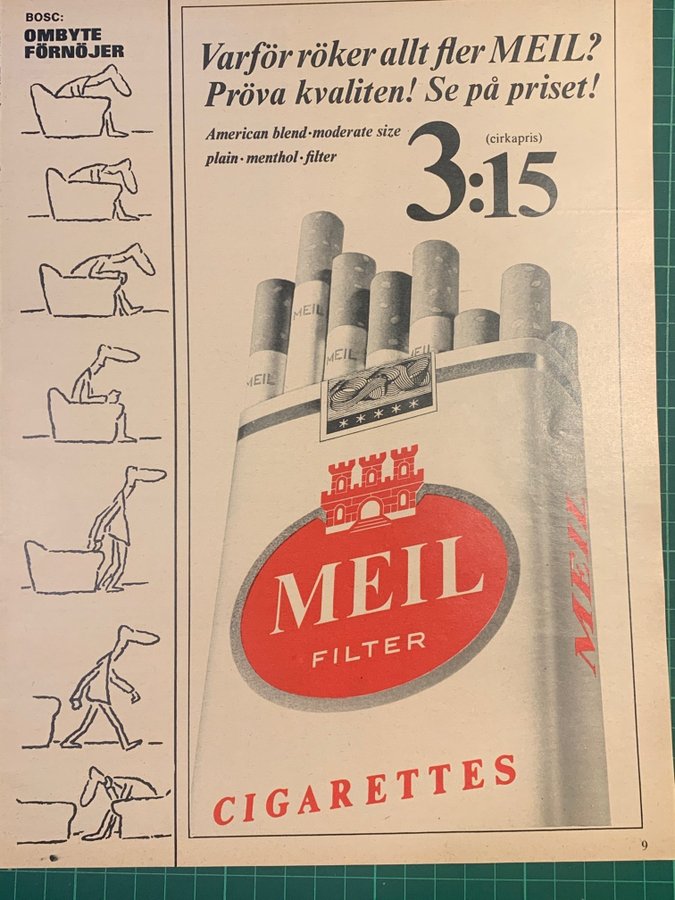 BOSC:
OMBYTE
FÖRNÖJER
Varför röker allt fler MEIL?
Pröva kvaliten! Se på priset!
American blend·moderate size
plain·menthol·filter
(cirkapris)
3:15
MEIL
MEIL
MEIL
MEIL
MEIL
FILTER
MEIL
CIGARETTES
9